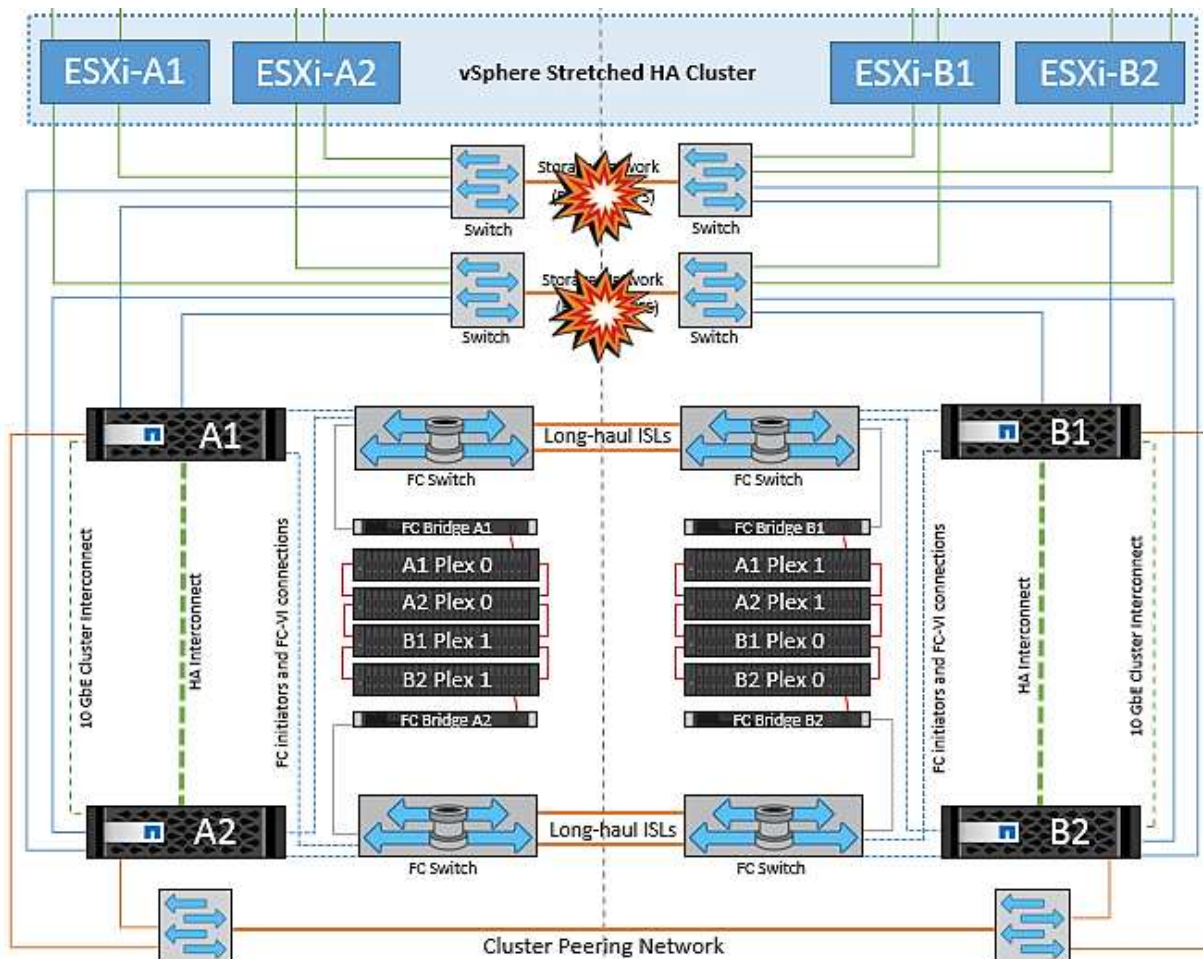 ESXi-A1
ESXi-A2
vSphere Stretched HA Cluster
ESXi-B1
ESXi-B2
Switch
Switch
Switch
Switch
A1
B1
Long-haul ISLs
FC Switch
FC Switch
10 GbE Cluster Interconnect
HA Interconnect
FC initiators and FC-VI connections
FC Bridge A1
A1 Plex 0
A2 Plex 0
B1 Plex 1
B2 Plex 1
FC Bridge A2
FC Bridge B1
A1 Plex 1
A2 Plex 1
B1 Plex 0
B2 Plex 0
FC Bridge B2
FC initiators and FC-VI connections
HA Interconnect
10 GbE Cluster Interconnect
A2
B2
Long-haul ISLs
FC Switch
FC Switch
Cluster Peering Network